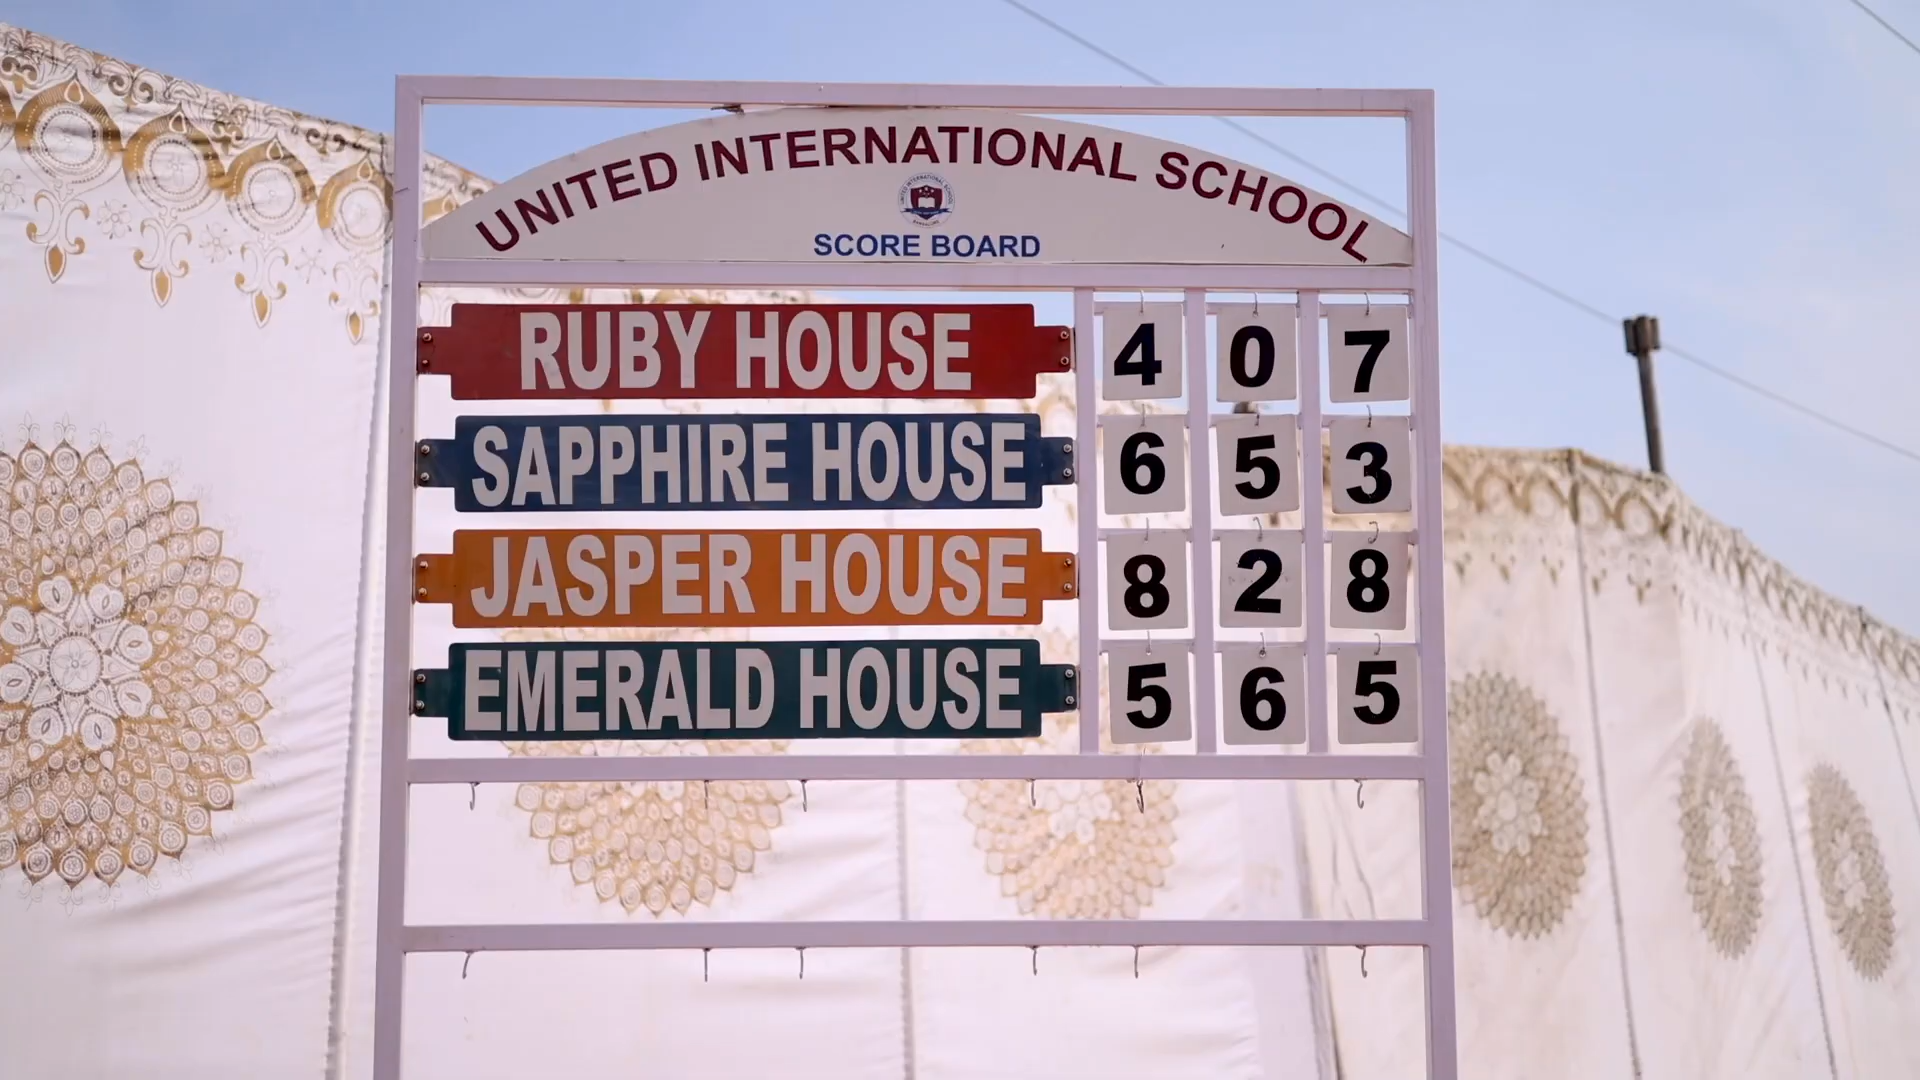 UNITED INTERNATIONAL SCHOOL
SCORE BOARD
RUBY HOUSE 4 0 7
SAPPHIRE HOUSE 6 5 3
JASPER HOUSE 8 2 8
EMERALD HOUSE 5 6 5